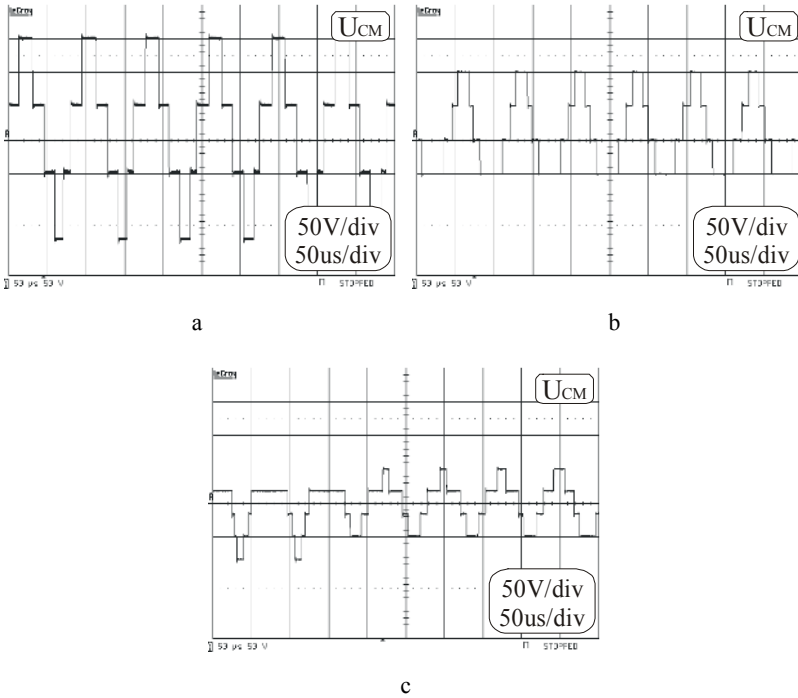 LeCroy
UCM
50V/div
50us/div
STOPPED
a
LeCroy
UCM
50V/div
50us/div
STOPPED
b
LeCroy
UCM
50V/div
50us/div
STOPPED
c